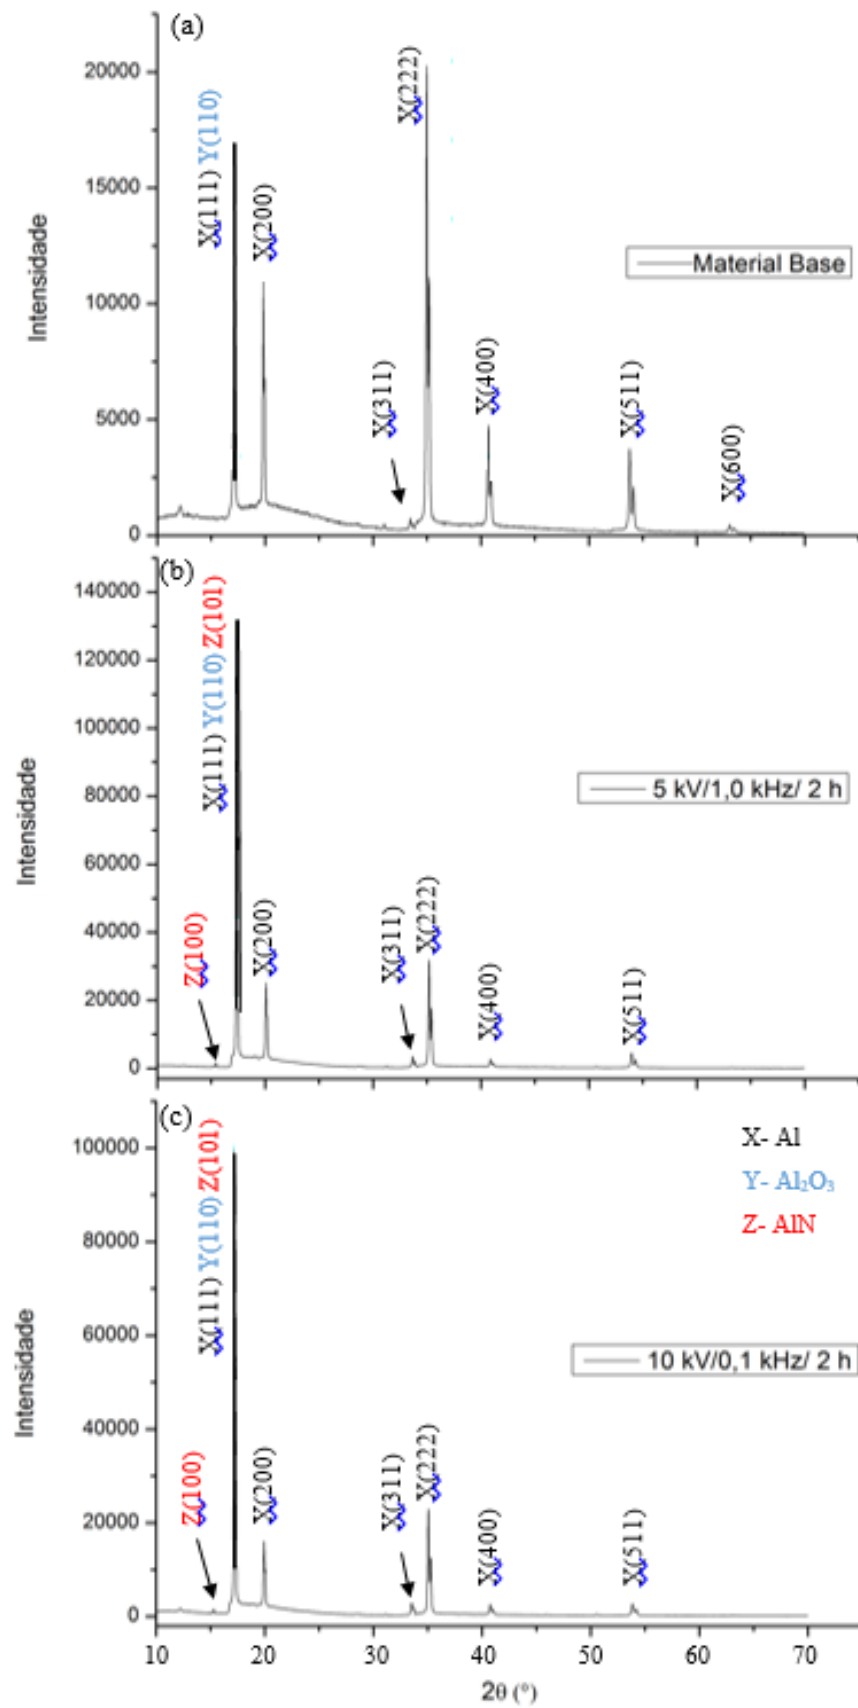 (a)
20000
15000
10000
5000
0
Intensidade
X(111) Y(110)
X(200)
X(311)
X(222)
X(400)
X(511)
X(600)
Material Base
(b)
140000
120000
100000
80000
60000
40000
20000
0
Intensidade
Z(100)
X(111) Y(110) Z(101)
X(200)
X(311)
X(222)
X(400)
X(511)
5 kV/1,0 kHz/ 2 h
(c)
100000
80000
60000
40000
20000
0
Intensidade
Z(100)
X(111) Y(110) Z(101)
X(200)
X(311)
X(222)
X(400)
X(511)
X- Al
Y- Al₂O₃
Z- AlN
10 kV/0,1 kHz/ 2 h
10 20 30 40 50 60 70
2θ (°)